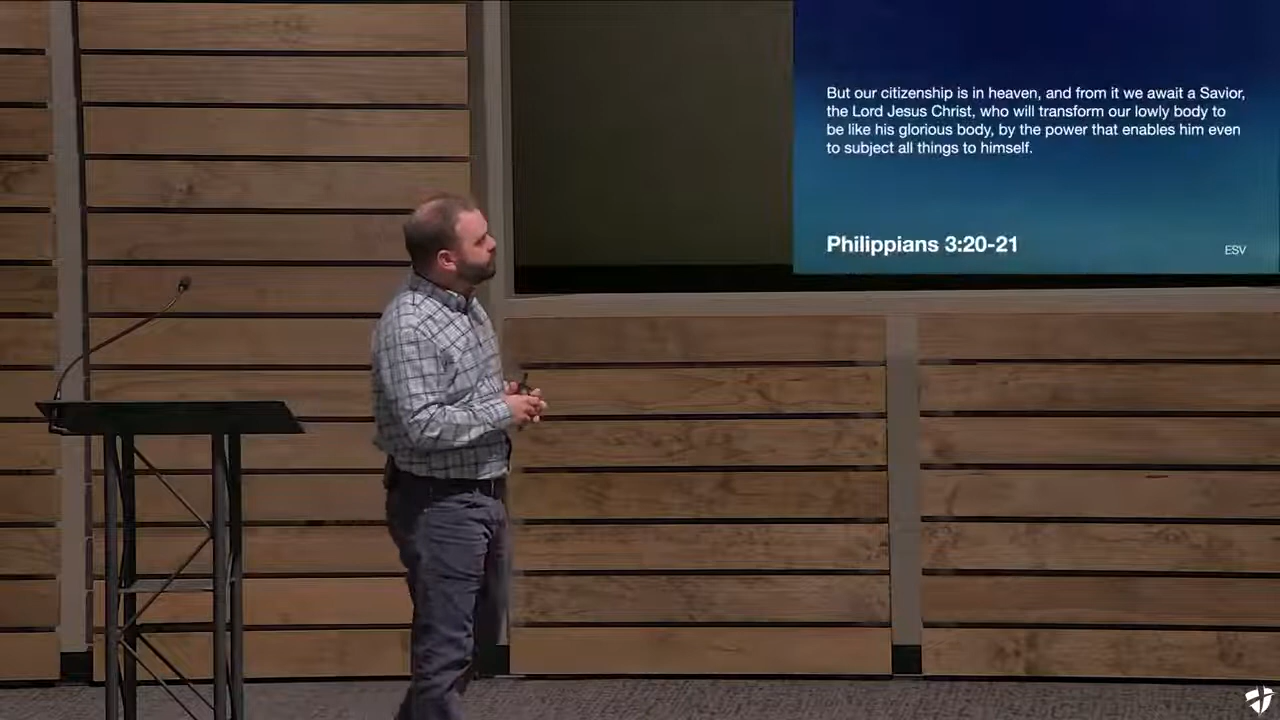 But our citizenship is in heaven, and from it we await a Savior,
the Lord Jesus Christ, who will transform our lowly body to
be like his glorious body, by the power that enables him even
to subject all things to himself.
Philippians 3:20-21
ESV